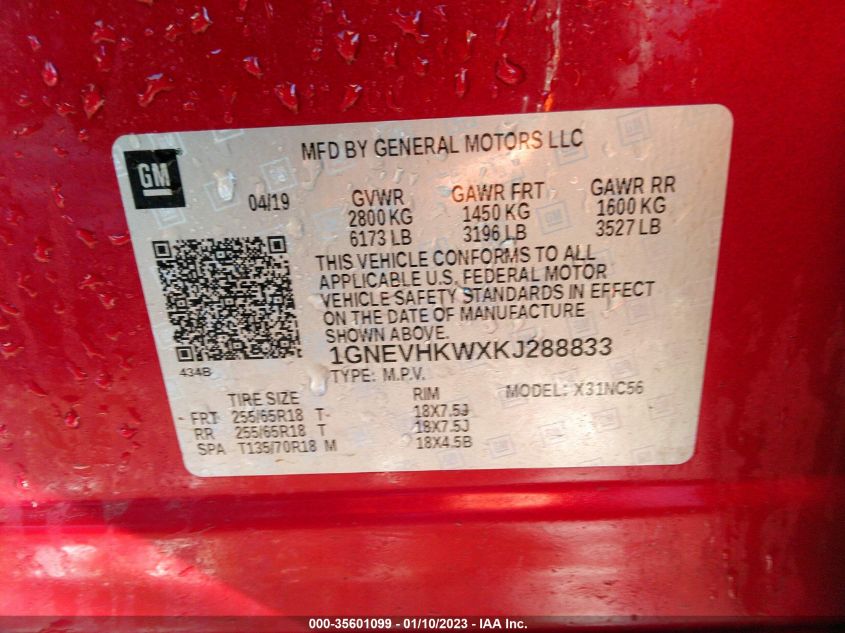 MFD BY GENERAL MOTORS LLC
GM
04/19
GVWR GAWR FRT GAWR RR
2800 KG 1450 KG 1600 KG
6173 LB 3196 LB 3527 LB
THIS VEHICLE CONFORMS TO ALL
APPLICABLE U.S. FEDERAL MOTOR
VEHICLE SAFETY STANDARDS IN EFFECT
ON THE DATE OF MANUFACTURE
SHOWN ABOVE.
434B
1GNEVHKWXKJ288833
TYPE: M.P.V.
TIRE SIZE RIM MODEL: X31NC56
FRT 255/65R18 T 18X7.5J
RR 255/65R18 T 18X7.5J
SPA T135/70R18 M 18X4.5B
000-35601099 - 01/10/2023 - IAA Inc.